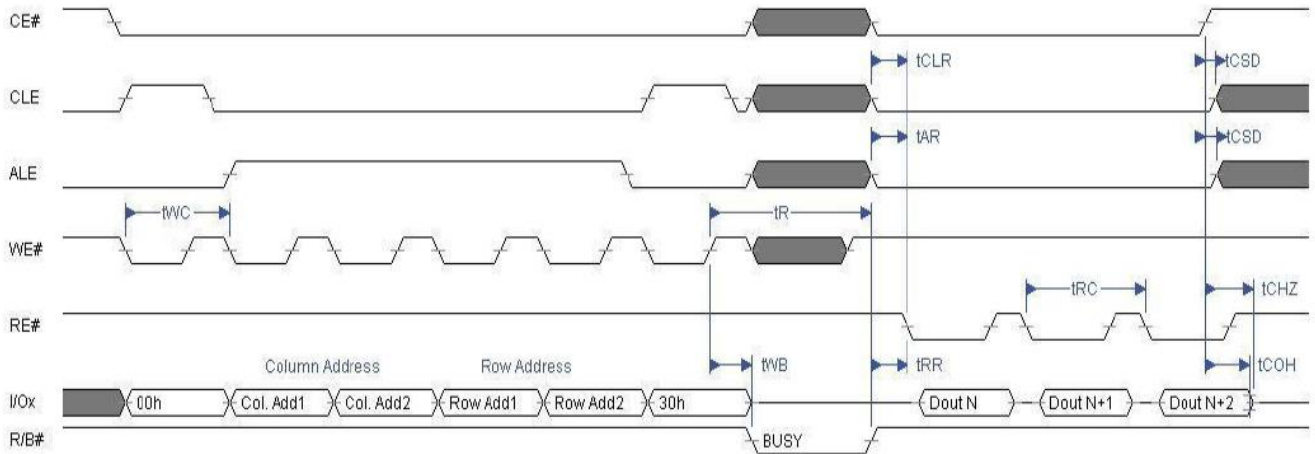 CE#
tCLR tCSD
CLE
tAR tCSD
ALE
tWC tR
WE#
tRC tCHZ
RE#
Column Address Row Address tWB tRR tCOH
I/Ox 00h Col. Add1 Col. Add2 Row Add1 Row Add2 30h Dout N Dout N+1 Dout N+2
R/B# BUSY